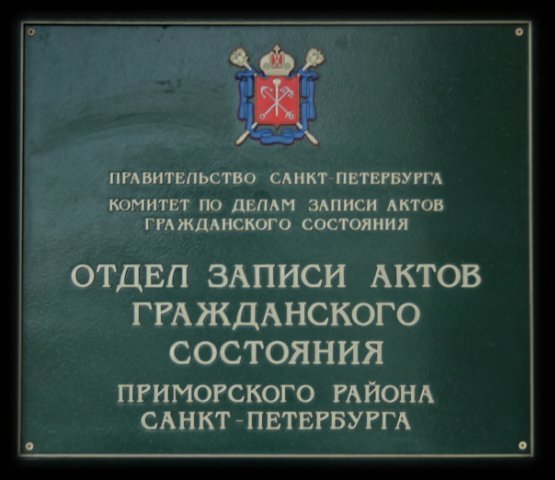 ПРАВИТЕЛЬСТВО САНКТ-ПЕТЕРБУРГА
КОМИТЕТ ПО ДЕЛАМ ЗАПИСИ АКТОВ
ГРАЖДАНСКОГО СОСТОЯНИЯ
ОТДЕЛ ЗАПИСИ АКТОВ
ГРАЖДАНСКОГО
СОСТОЯНИЯ
ПРИМОРСКОГО РАЙОНА
САНКТ-ПЕТЕРБУРГА